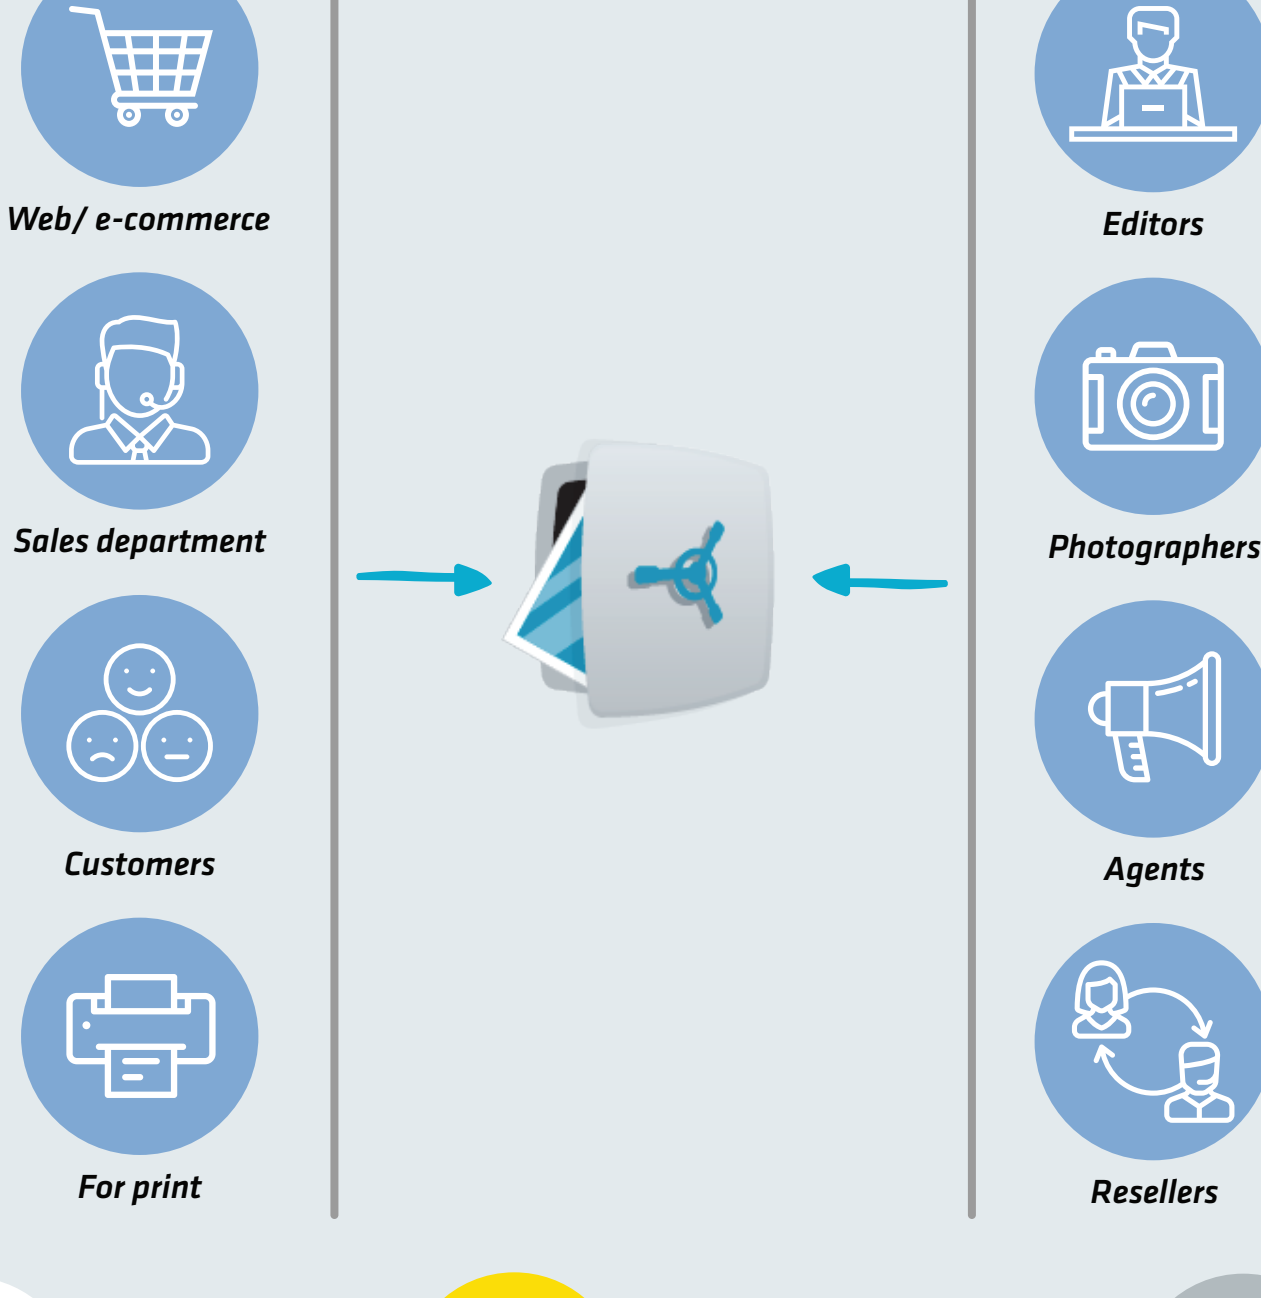 Web/ e-commerce
Sales department
Customers
For print
Editors
Photographers
Agents
Resellers